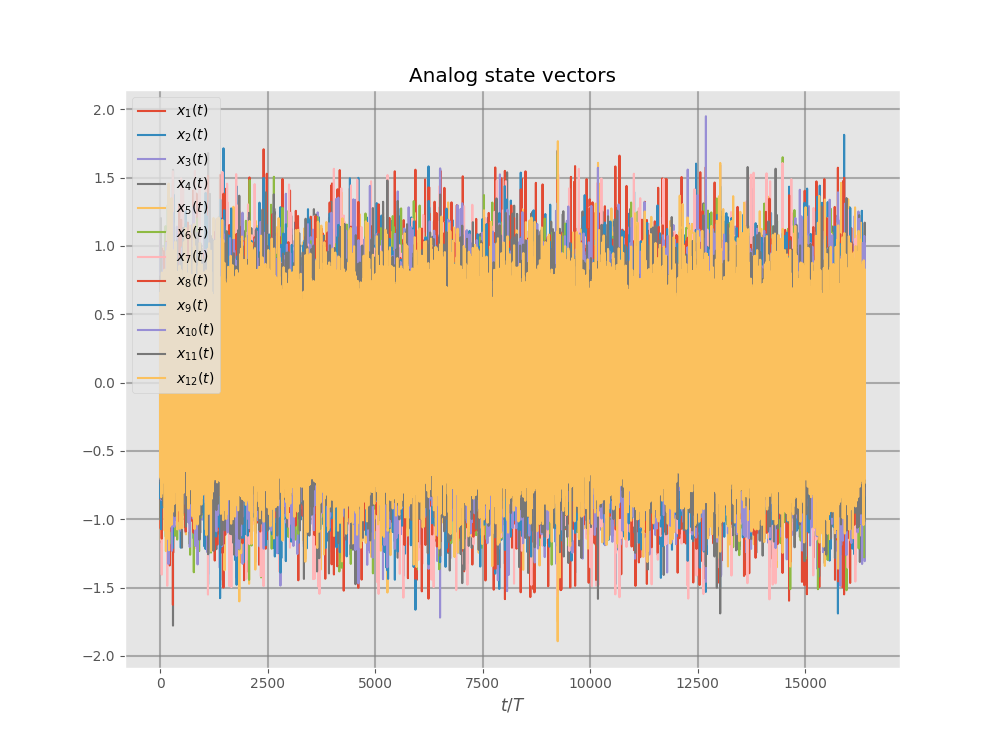 Analog state vectors
2.0
1.5
1.0
0.5
0.0
−0.5
−1.0
−1.5
−2.0
x₁(t)
x₂(t)
x₃(t)
x₄(t)
x₅(t)
x₆(t)
x₇(t)
x₈(t)
x₉(t)
x₁₀(t)
x₁₁(t)
x₁₂(t)
0 2500 5000 7500 10000 12500 15000
t/T